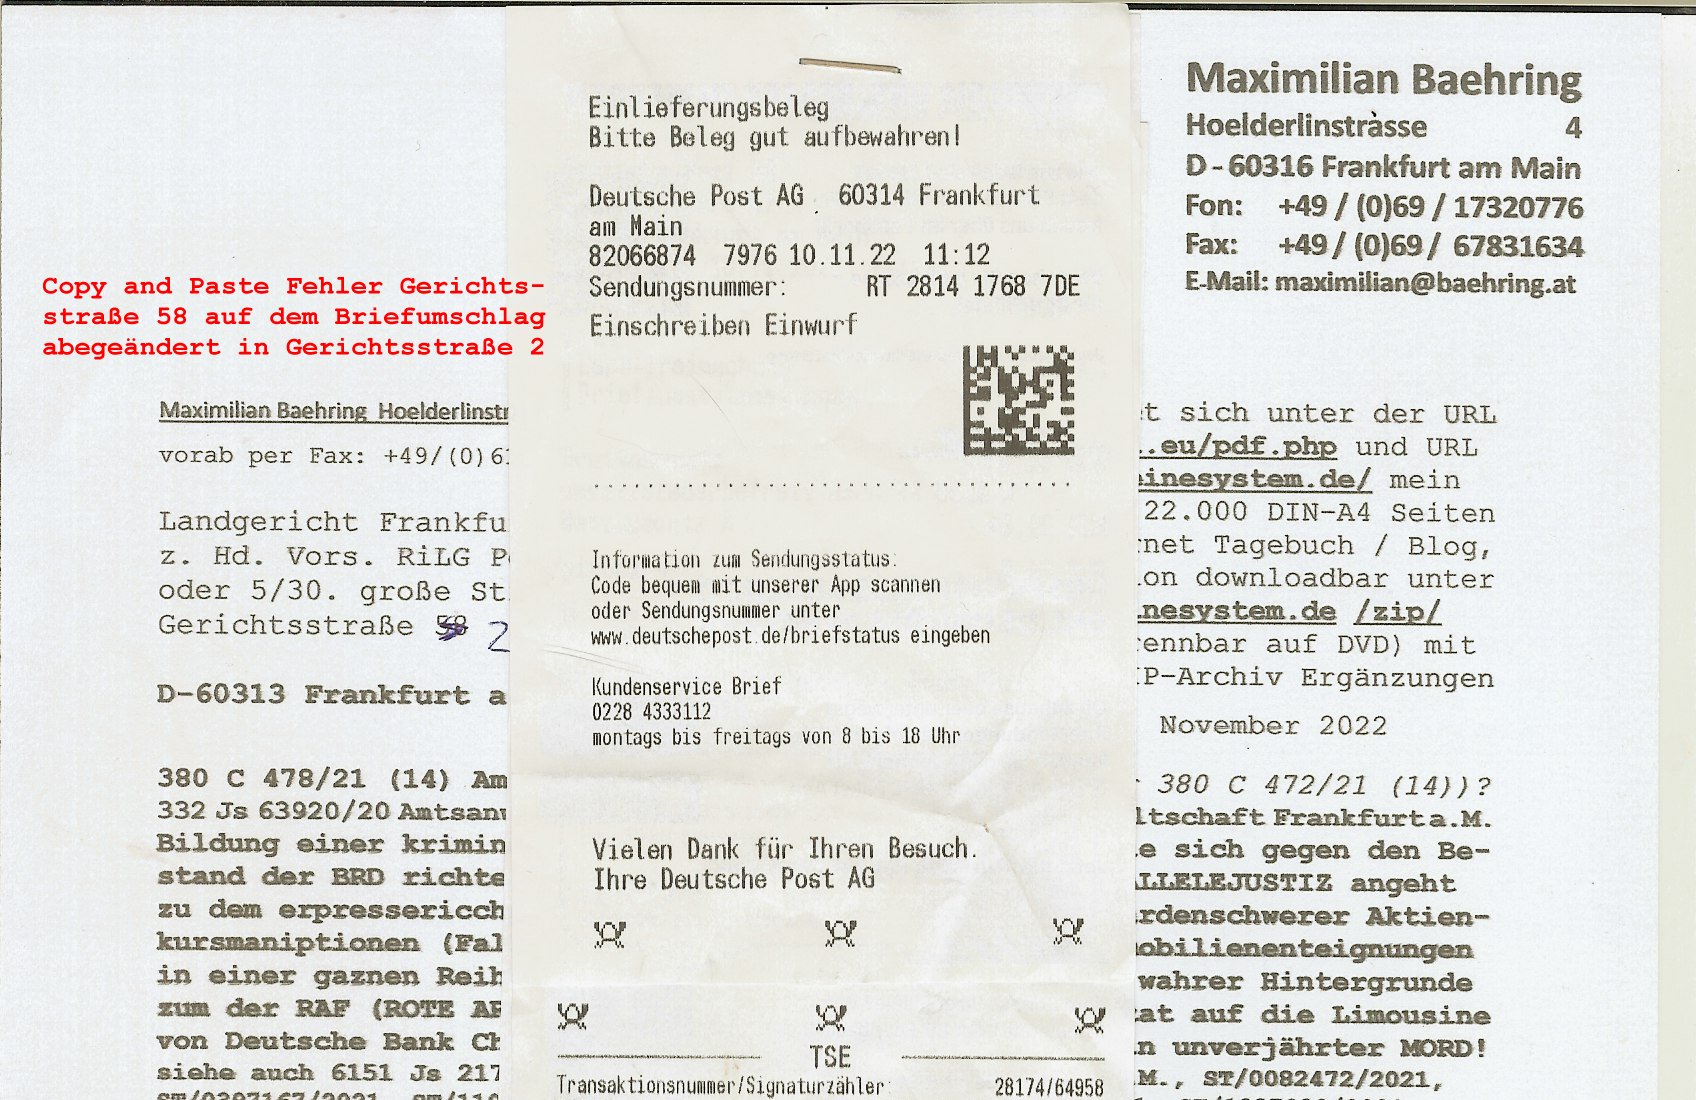 Maximilian Baehring
Hoelderlinstrasse 4
D - 60316 Frankfurt am Main
Fon: +49 / (0)69 / 17320776
Fax: +49 / (0)69 / 67831634
E-Mail: maximilian@baehring.at
Copy and Paste Fehler Gerichts-
straße 58 auf dem Briefumschlag
abegeändert in Gerichtsstraße 2
Maximilian Baehring Hoelderlinstr
vorab per Fax: +49/(0)6
Landgericht Frankfu
z. Hd. Vors. RiLG
oder 5/30. große St
Gerichtsstraße 58 2
D-60313 Frankfurt a
380 C 478/21 (14) Am
332 Js 63920/20 Amtsan
Bildung einer krimin
stand der BRD richte
zu dem erpressericch
kursmaniptionen (Fal
in einer gaznen Reih
zum der RAF (ROTE AR
von Deutsche Bank Ch
siehe auch 6151 Js 217
Einlieferungsbeleg
Bitte Beleg gut aufbewahren!
Deutsche Post AG 60314 Frankfurt
am Main
82066874 7976 10.11.22 11:12
Sendungsnummer: RT 2814 1768 7DE
Einschreiben Einwurf
Information zum Sendungsstatus:
Code bequem mit unserer App scannen
oder Sendungsnummer unter
www.deutschepost.de/briefstatus eingeben
Kundenservice Brief
0228 4333112
montags bis freitags von 8 bis 18 Uhr
Vielen Dank für Ihren Besuch.
Ihre Deutsche Post AG
TSE
Transaktionsnummer/Signaturzähler: 28174/64958
t sich unter der URL
.eu/pdf.php und URL
inesystem.de/ mein
22.000 DIN-A4 Seiten
net Tagebuch / Blog,
on downloadbar unter
nesystem.de /zip/
ennbar auf DVD) mit
IP-Archiv Ergänzungen
November 2022
380 C 472/21 (14))?
ltschaft Frankfurt a.M.
e sich gegen den Be-
ALLELEJUSTIZ angeht
rdenschwerer Aktien-
obilienenteignungen
wahrer Hintergrunde
tat auf die Limousine
n unverjährter MORD!
M., ST/0082472/2021,